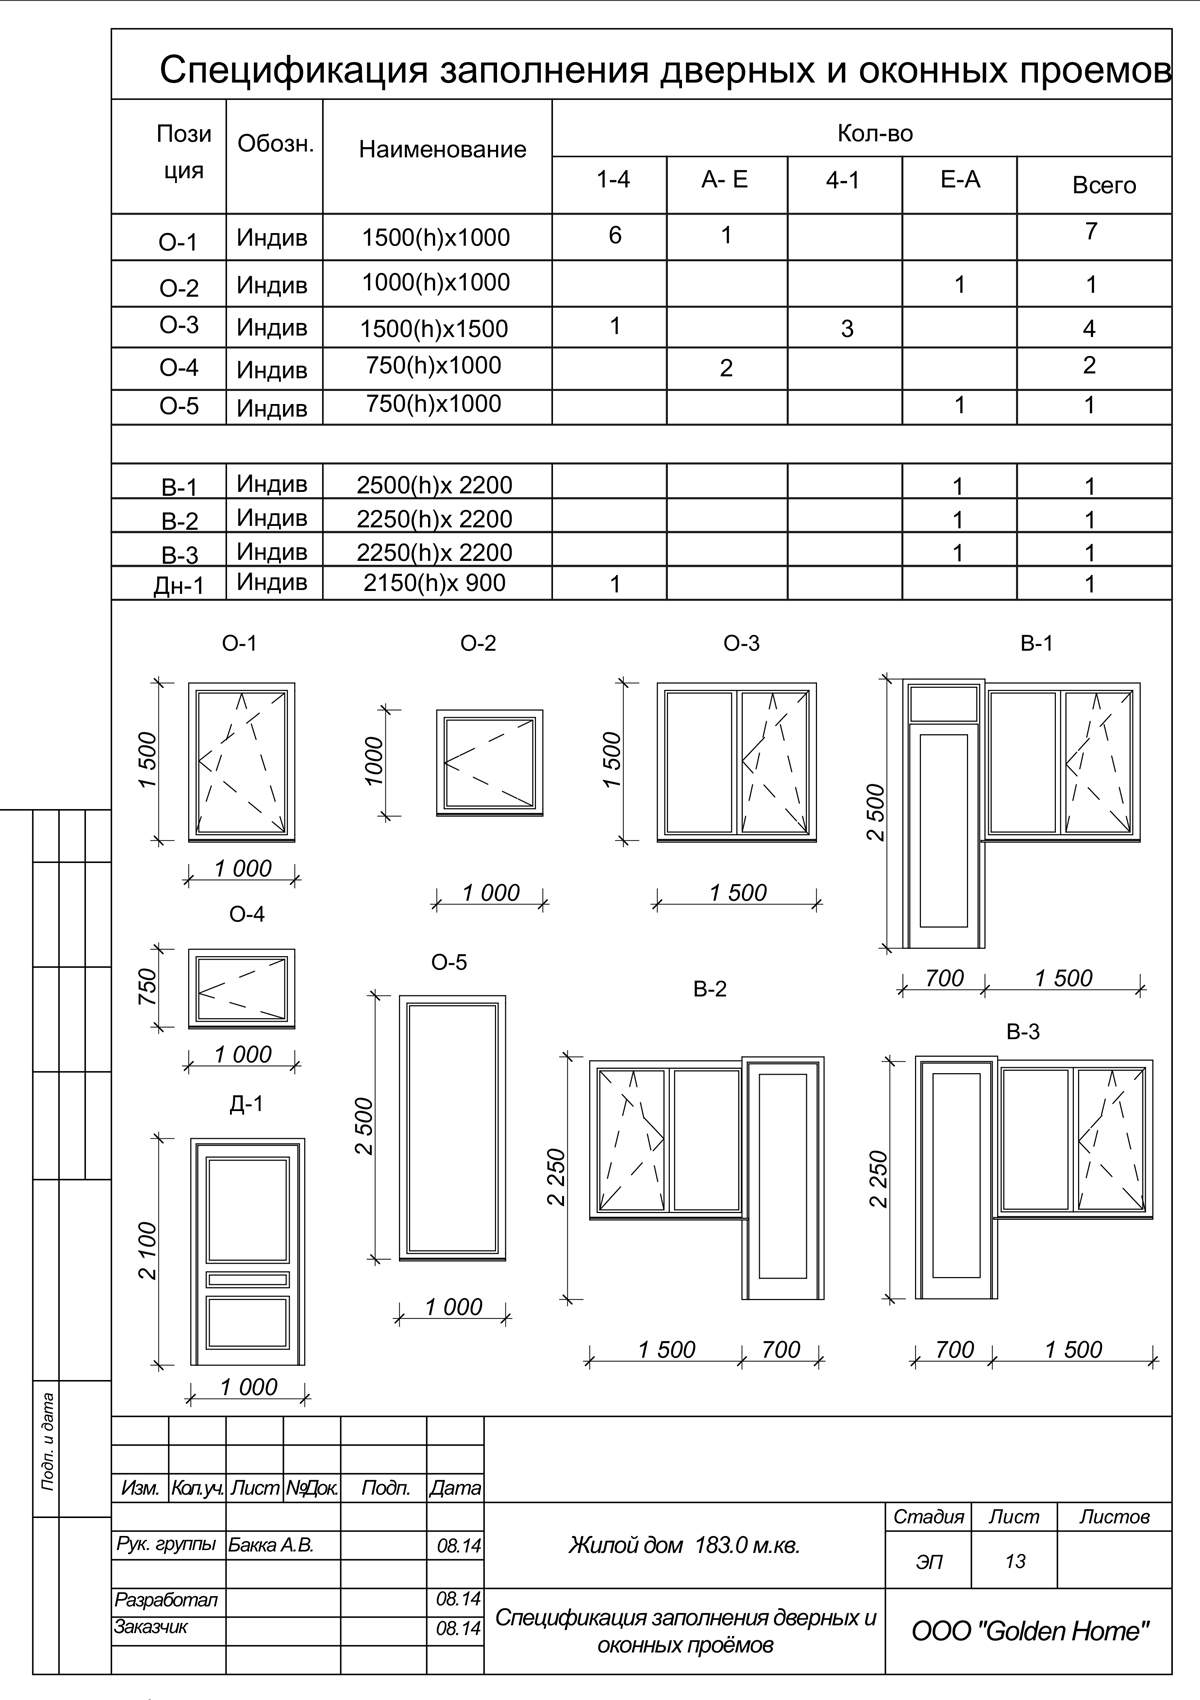 Спецификация заполнения дверных и оконных проемов
Пози
ция
Обозн.
Наименование
Кол-во
1-4
А- Е
4-1
Е-А
Всего
О-1 Индив 1500(h)x1000 6 1 7
О-2 Индив 1000(h)x1000 1 1
О-3 Индив 1500(h)x1500 1 3 4
О-4 Индив 750(h)x1000 2 2
О-5 Индив 750(h)x1000 1 1
В-1 Индив 2500(h)x 2200 1 1
В-2 Индив 2250(h)x 2200 1 1
В-3 Индив 2250(h)x 2200 1 1
Дн-1 Индив 2150(h)x 900 1 1
О-1
1 500
1 000
О-2
1000
1 000
О-3
1 500
1 500
В-1
2 500
700
1 500
О-4
750
1 000
О-5
2 500
1 000
В-2
2 250
1 500
700
В-3
2 250
700
1 500
Д-1
2 100
1 000
Подп. и дата
Изм. Кол.уч. Лист №Док. Подп. Дата
Рук. группы Бакка А.В. 08.14
Разработал 08.14
Заказчик 08.14
Жилой дом 183.0 м.кв.
Стадия Лист Листов
ЭП 13
Спецификация заполнения дверных и
оконных проёмов
ООО "Golden Home"